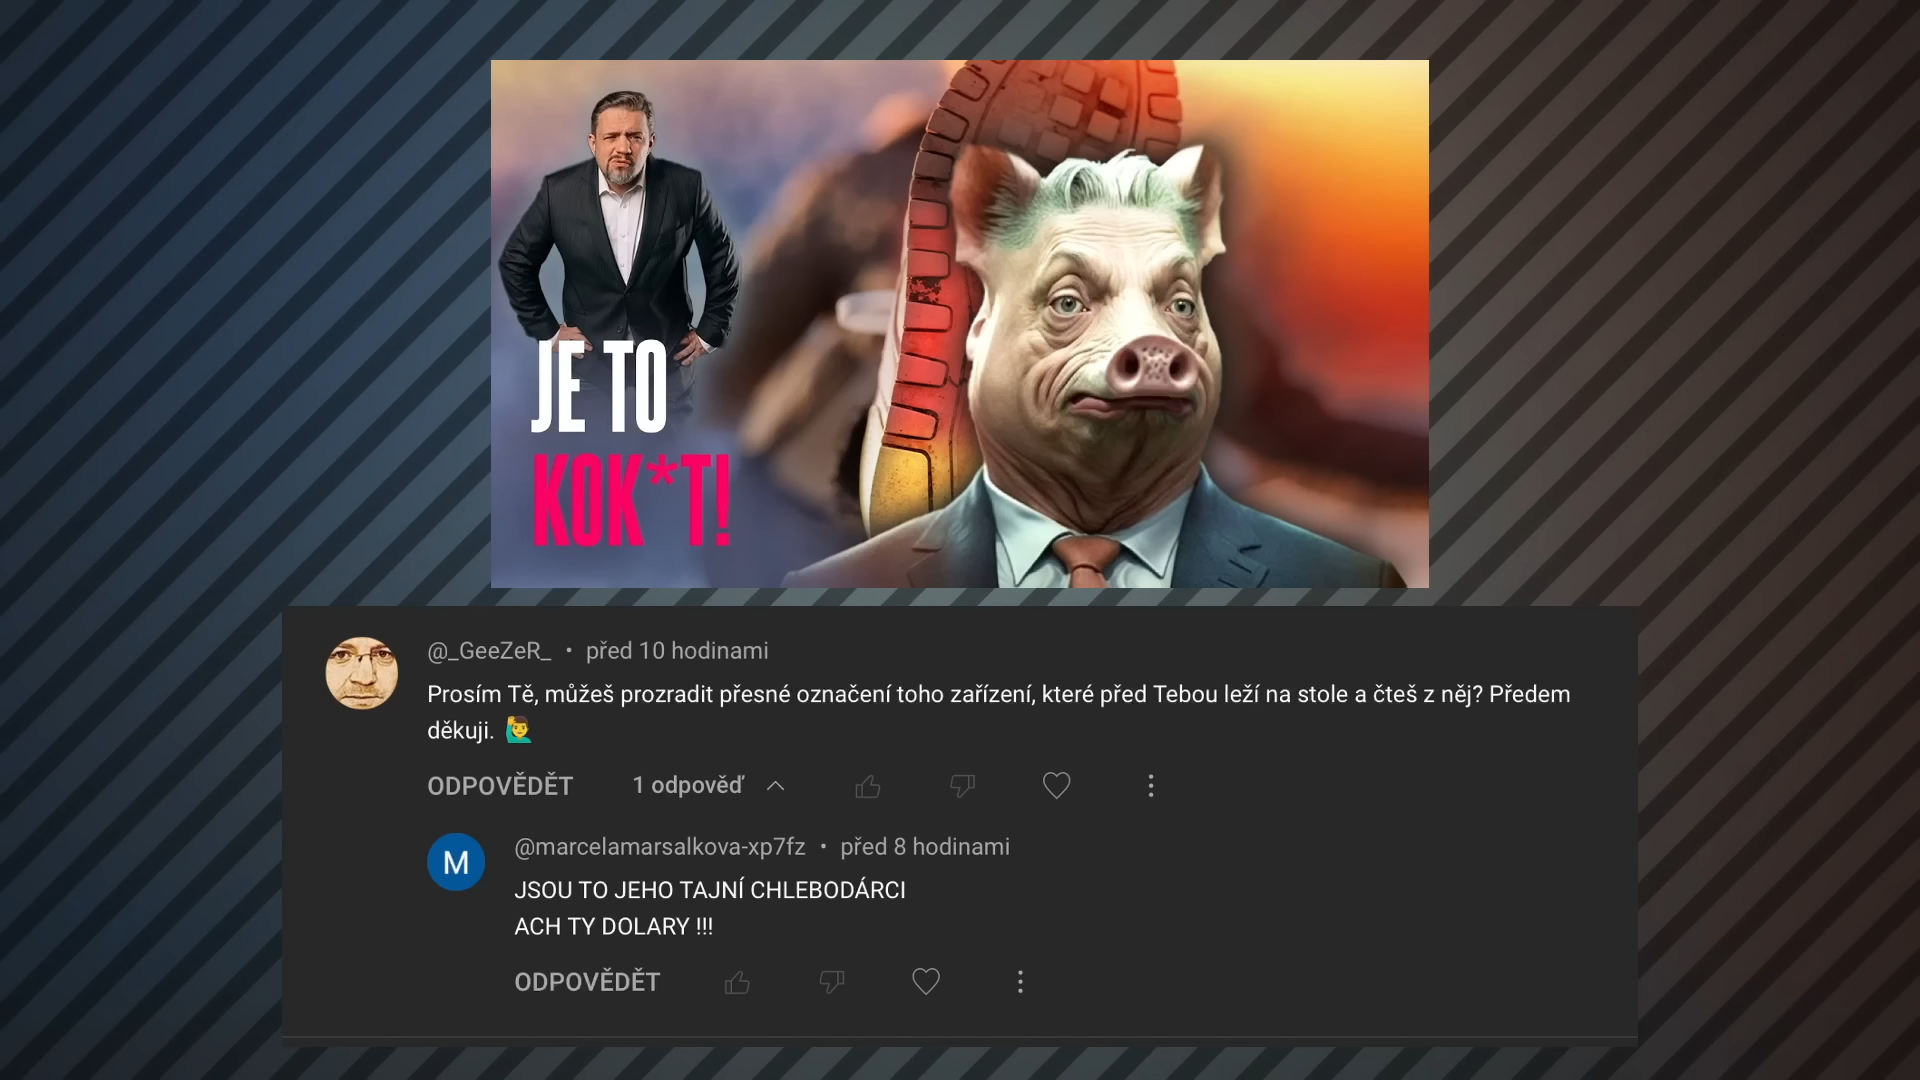 JE TO
KOK*T!
@_GeeZeR_ • před 10 hodinami
Prosím Tě, můžeš prozradit přesné označení toho zařízení, které před Tebou leží na stole a čteš z něj? Předem
děkuji. 🙋‍♂️
ODPOVĚDĚT 1 odpověď
M @marcelamarsalkova-xp7fz • před 8 hodinami
JSOU TO JEHO TAJNÍ CHLEBODÁRCI
ACH TY DOLARY !!!
ODPOVĚDĚT